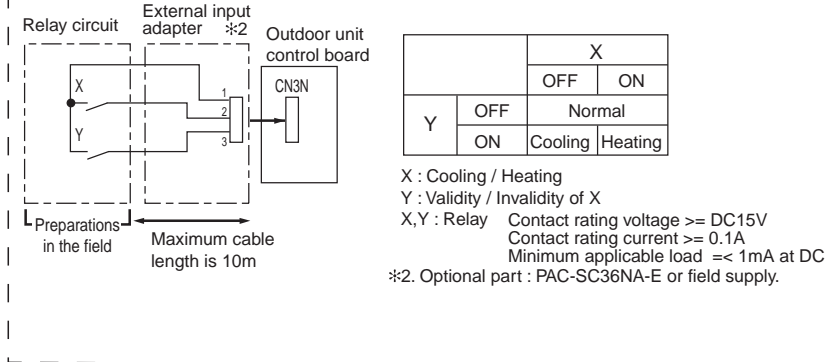 Relay circuit
External input
adapter ✻2
Outdoor unit
control board
X
Y
1
2
3
CN3N
Preparations
in the field
Maximum cable
length is 10m
X
OFF ON
Y OFF Normal
ON Cooling Heating
X : Cooling / Heating
Y : Validity / Invalidity of X
X,Y : Relay Contact rating voltage >= DC15V
Contact rating current >= 0.1A
Minimum applicable load =< 1mA at DC
✻2. Optional part : PAC-SC36NA-E or field supply.